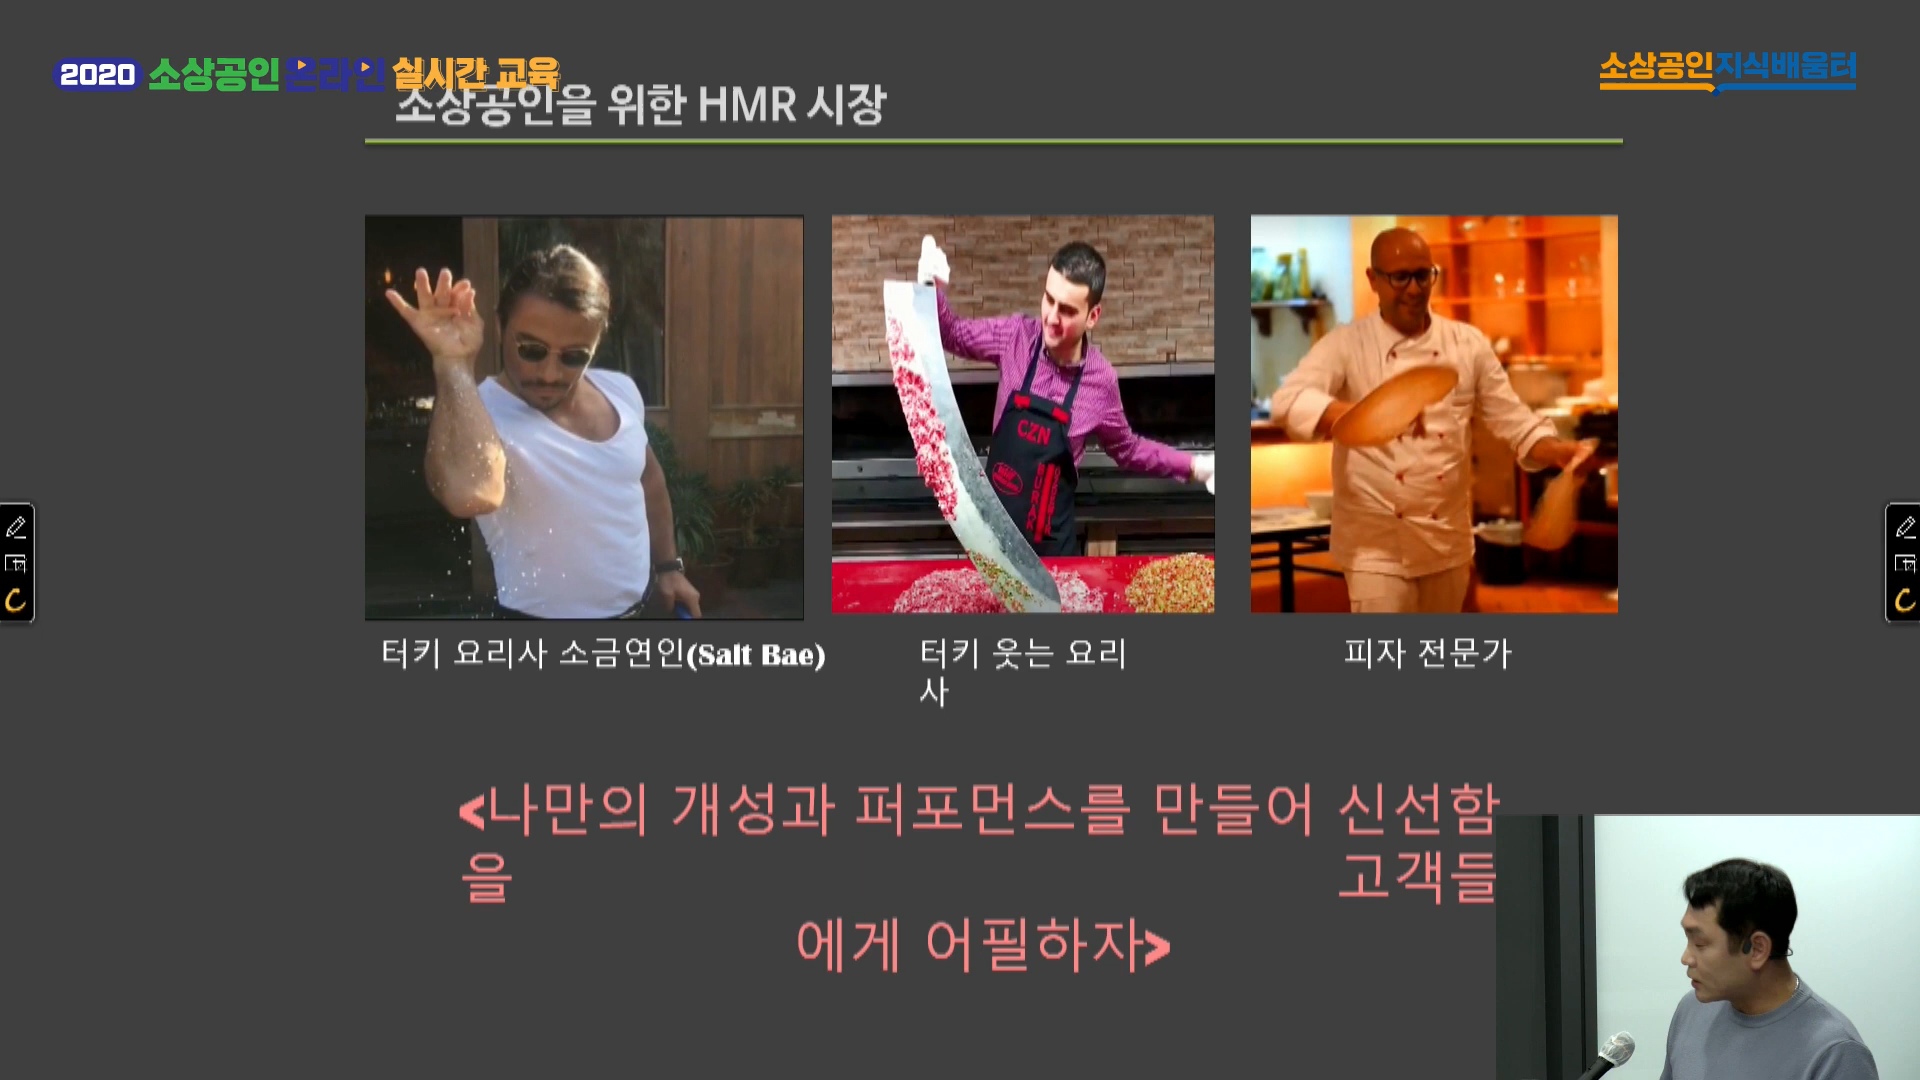 2020 소상공인 온라인 실시간 교육
소상공인지식배움터
소상공인을 위한 HMR 시장
CZN
BURAK
터키 요리사 소금연인(Salt Bae)
터키 웃는 요리
사
피자 전문가
<나만의 개성과 퍼포먼스를 만들어 신선함
을 고객들
에게 어필하자>